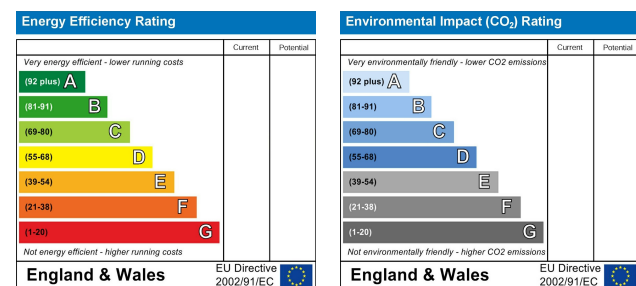 Energy Efficiency Rating
Current Potential
Very energy efficient - lower running costs
(92 plus) A
(81-91) B
(69-80) C
(55-68) D
(39-54) E
(21-38) F
(1-20) G
Not energy efficient - higher running costs
England & Wales
EU Directive
2002/91/EC
Environmental Impact (CO₂) Rating
Current Potential
Very environmentally friendly - lower CO2 emissions
(92 plus) A
(81-91) B
(69-80) C
(55-68) D
(39-54) E
(21-38) F
(1-20) G
Not environmentally friendly - higher CO2 emissions
England & Wales
EU Directive
2002/91/EC